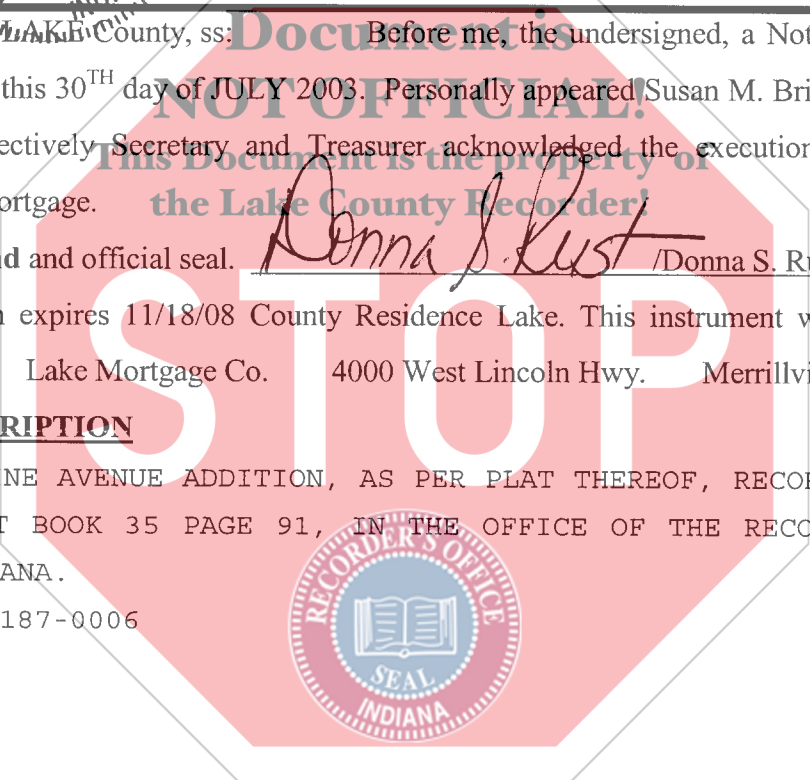 LAKE County, ss: Before me, the undersigned, a Not
Document is
this 30TH day of JULY 2003. Personally appeared Susan M. Bri
NOT OFFICIAL!
ectively Secretary and Treasurer acknowledged the execution
This Document is the property of
ortgage.
the Lake County Recorder!
d and official seal. Donna S. Rust /Donna S. Ru
n expires 11/18/08 County Residence Lake. This instrument w
Lake Mortgage Co. 4000 West Lincoln Hwy. Merrillvi
STOP
RIPTION
NE AVENUE ADDITION, AS PER PLAT THEREOF, RECOR
T BOOK 35 PAGE 91, IN THE OFFICE OF THE RECO
ANA.
187-0006
RECORDER'S OFFICE
SEAL
INDIANA